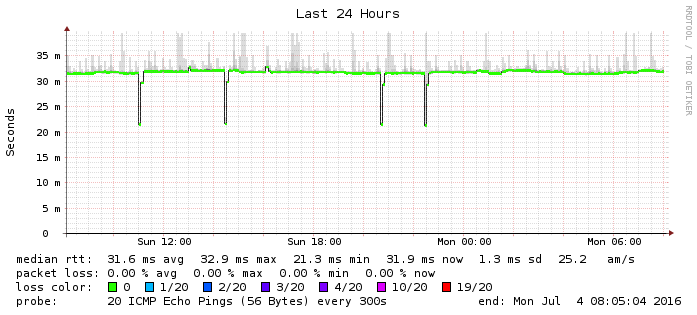 Last 24 Hours
RRDTOOL / TOBI OETIKER
Seconds
35 m
30 m
25 m
20 m
15 m
10 m
5 m
0
Sun 12:00 Sun 18:00 Mon 00:00 Mon 06:00
median rtt: 31.6 ms avg 32.9 ms max 21.3 ms min 31.9 ms now 1.3 ms sd 25.2 am/s
packet loss: 0.00 % avg 0.00 % max 0.00 % min 0.00 % now
loss color: 0 1/20 2/20 3/20 4/20 10/20 19/20
probe: 20 ICMP Echo Pings (56 Bytes) every 300s end: Mon Jul 4 08:05:04 2016